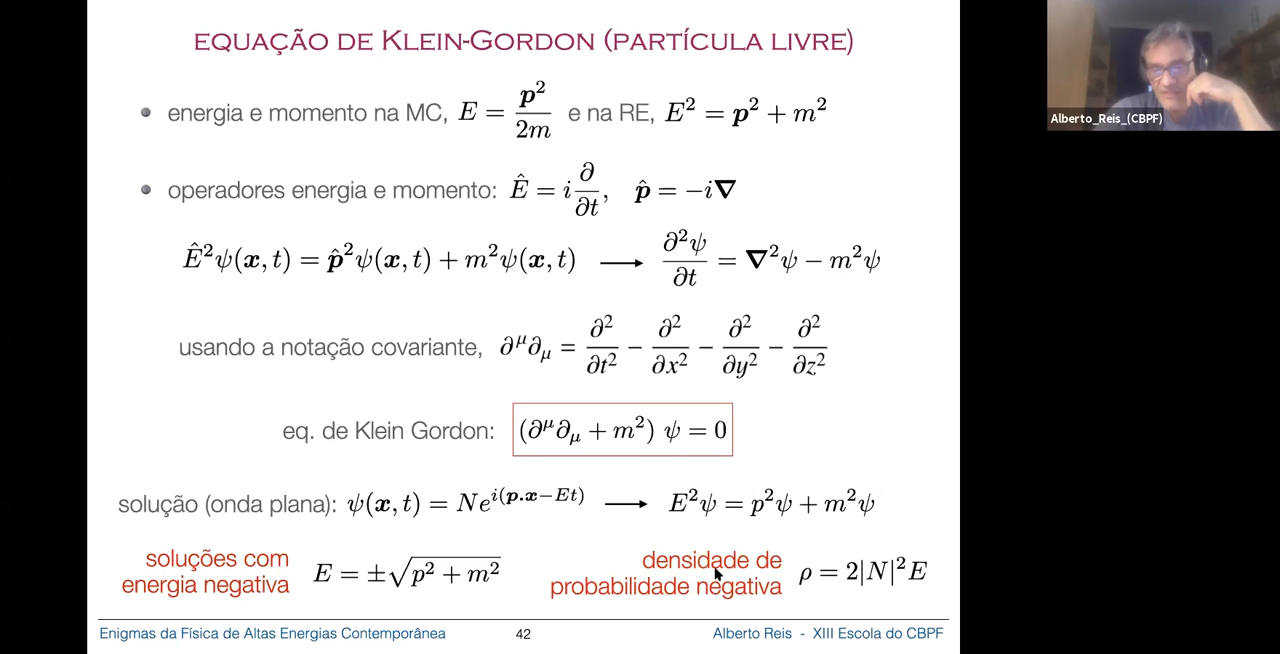 EQUAÇÃO DE KLEIN-GORDON (PARTÍCULA LIVRE)
Alberto_Reis_(CBPF)
• energia e momento na MC, E = p²/2m e na RE, E² = p² + m²
• operadores energia e momento: Ê = i ∂/∂t, p̂ = −i∇
Ê²ψ(x, t) = p̂²ψ(x, t) + m²ψ(x, t) ⟶ ∂²ψ/∂t = ∇²ψ − m²ψ
usando a notação covariante, ∂^μ∂_μ = ∂²/∂t² − ∂²/∂x² − ∂²/∂y² − ∂²/∂z²
eq. de Klein Gordon: (∂^μ∂_μ + m²) ψ = 0
solução (onda plana): ψ(x, t) = Ne^{i(p.x−Et)} ⟶ E²ψ = p²ψ + m²ψ
soluções com
energia negativa E = ±√(p² + m²)
densidade de
probabilidade negativa ρ = 2|N|²E
Enigmas da Física de Altas Energias Contemporânea 42 Alberto Reis - XIII Escola do CBPF